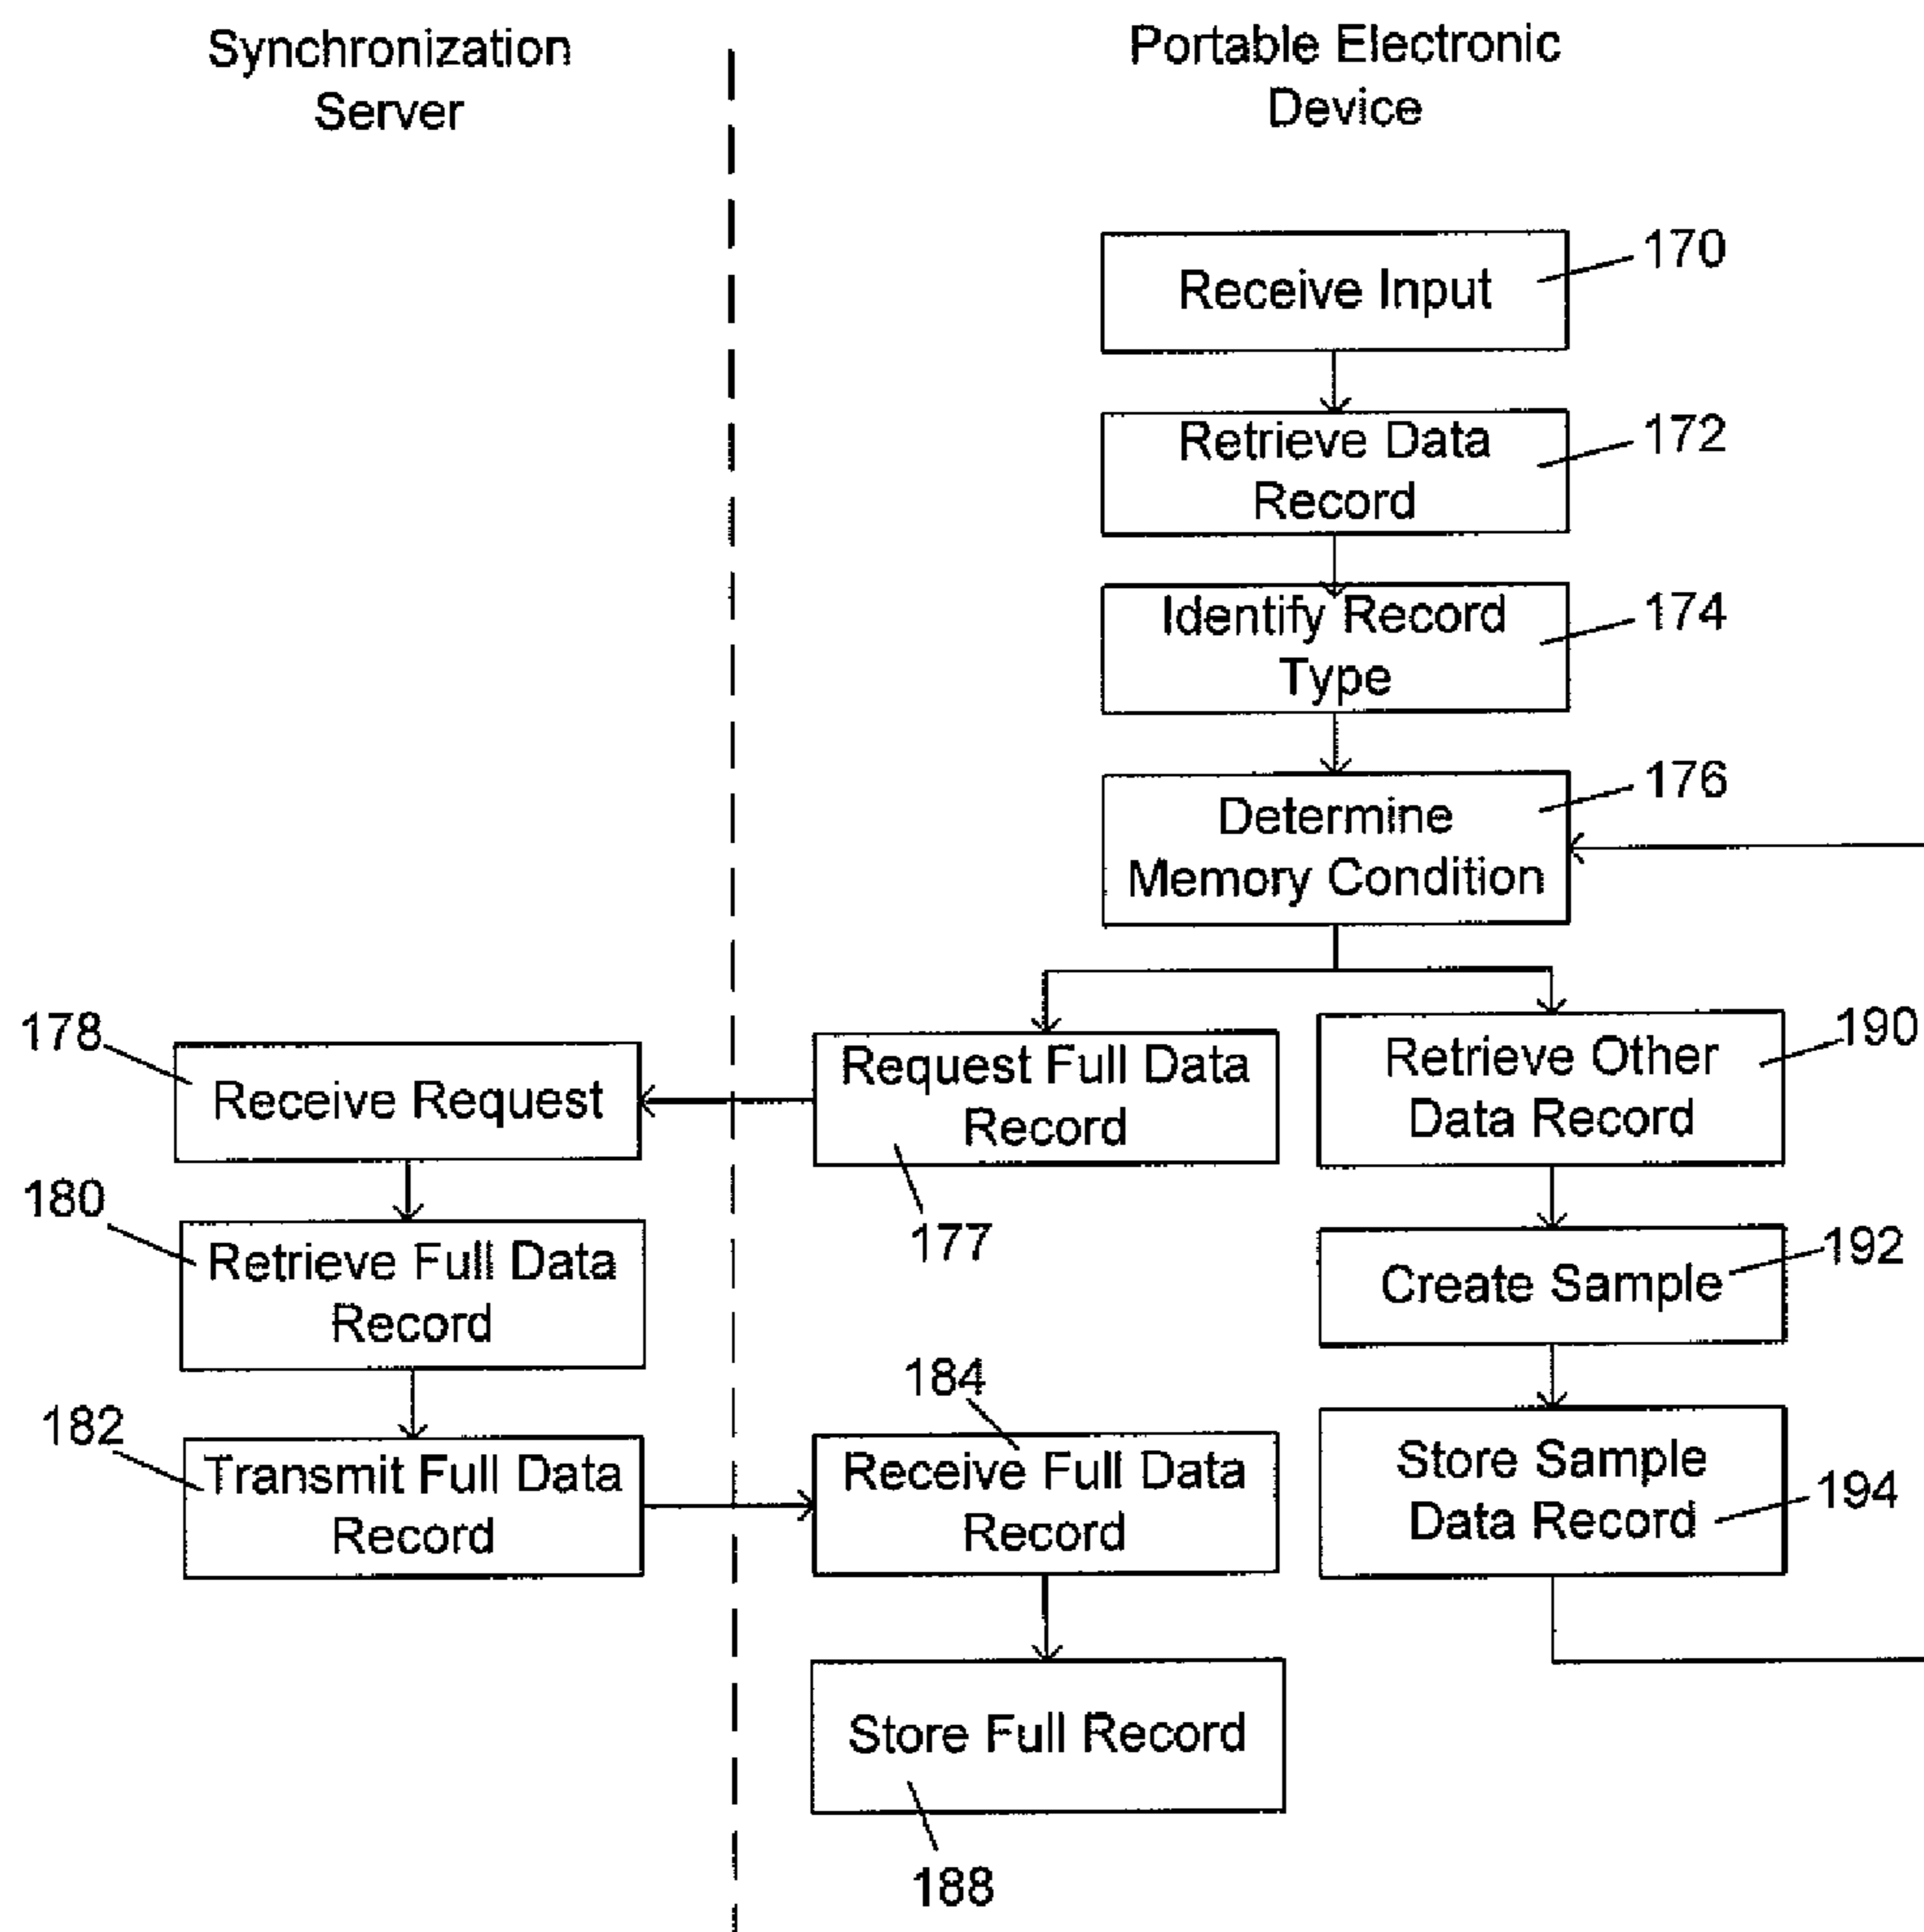 Synchronization
Server
Portable Electronic
Device
Receive Input
170
Retrieve Data
Record
172
Identify Record
Type
174
Determine
Memory Condition
176
178
Receive Request
Request Full Data
Record
177
Retrieve Other
Data Record
190
180
Retrieve Full Data
Record
Create Sample
192
182
Transmit Full Data
Record
184
Receive Full Data
Record
Store Sample
Data Record
194
Store Full Record
188